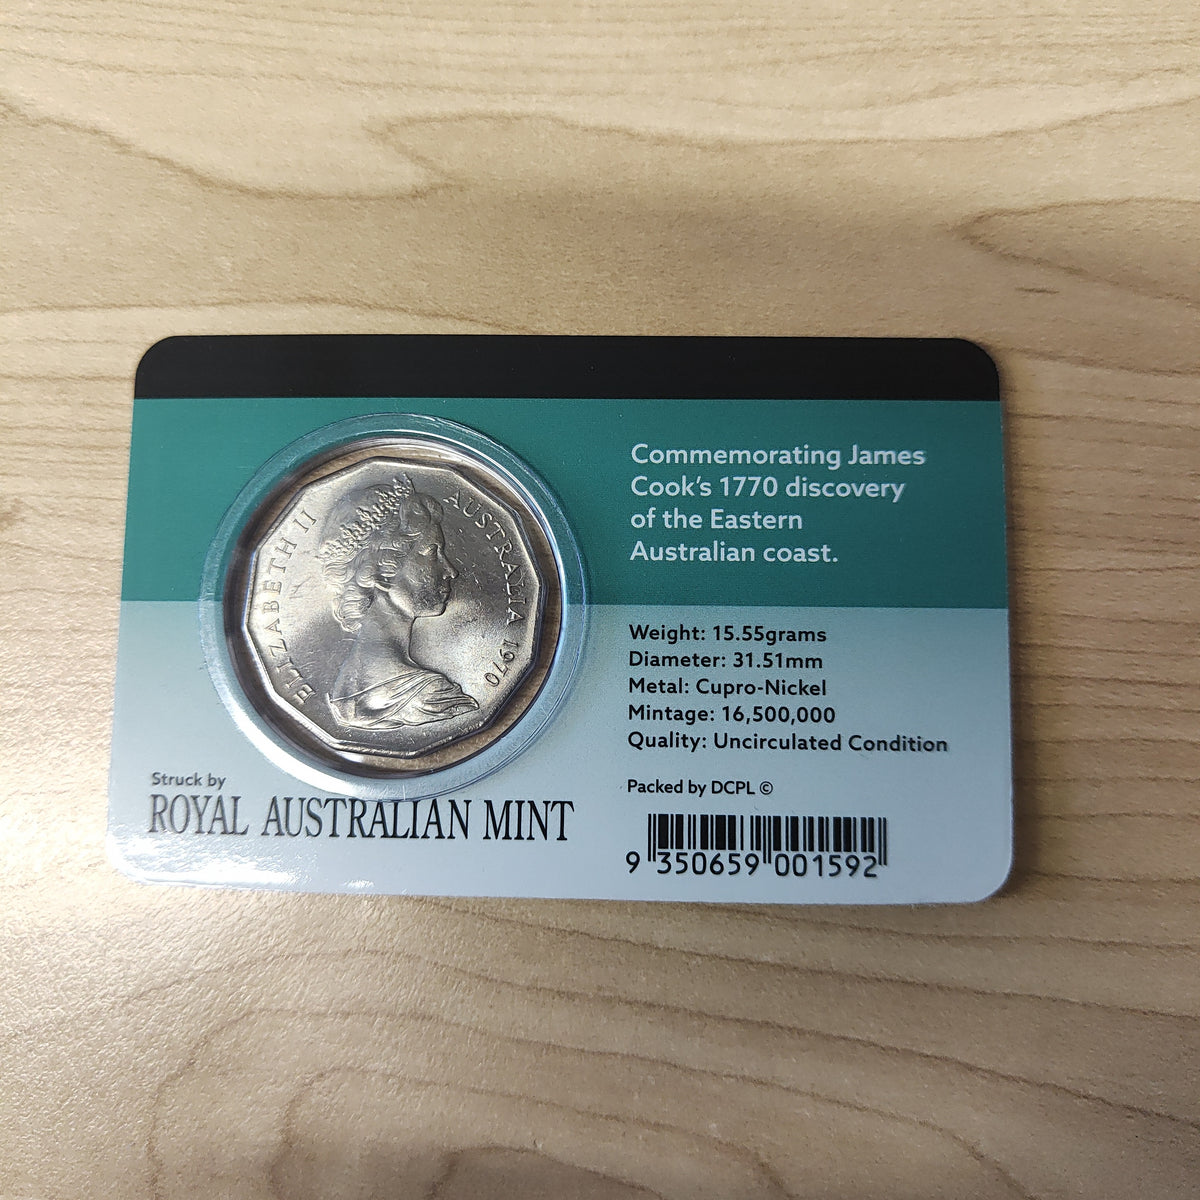 ELIZABETH II
AUSTRALIA 1970
Struck by
ROYAL AUSTRALIAN MINT
Commemorating James
Cook's 1770 discovery
of the Eastern
Australian coast.
Weight: 15.55grams
Diameter: 31.51mm
Metal: Cupro-Nickel
Mintage: 16,500,000
Quality: Uncirculated Condition
Packed by DCPL ©
9 350659 001592